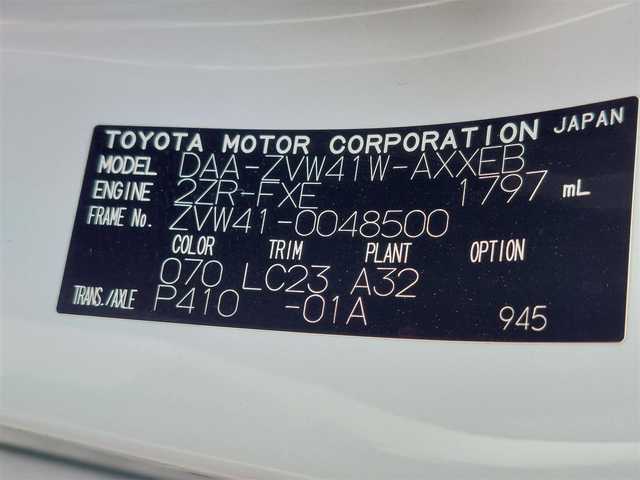 TOYOTA MOTOR CORPORATION JAPAN
MODEL DAA-ZVW41W-AXXEB
ENGINE 2ZR-FXE 1797 mL
FRAME No. ZVW41-0048500
COLOR TRIM PLANT OPTION
070 LC23 A32
TRANS./AXLE P410 -01A 945